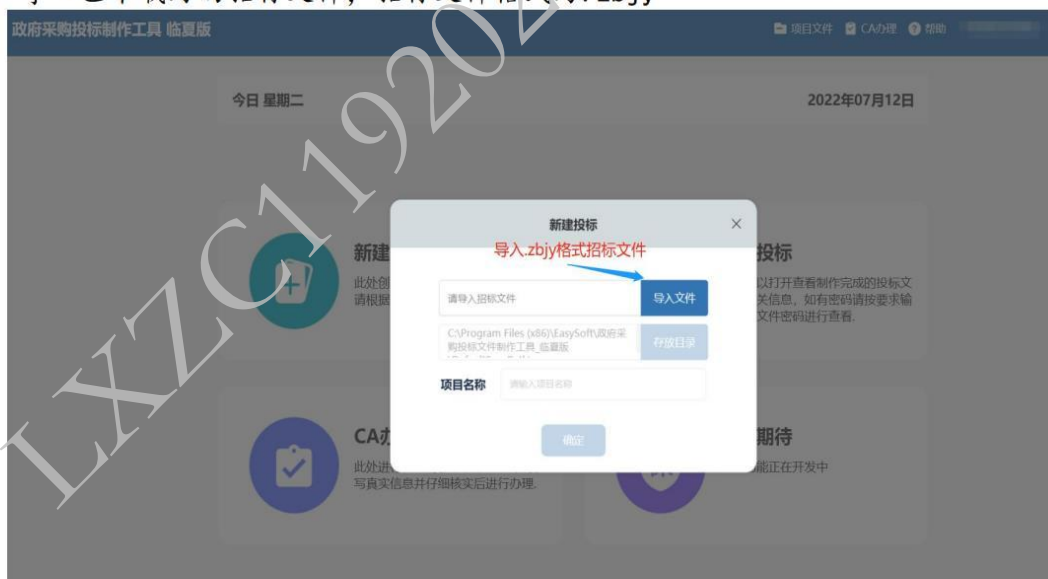 政府采购投标制作工具 临夏版
项目文件 CA办理 帮助
今日 星期二
2022年07月12日
新建投标
导入.zbjy格式招标文件
新建
投标
此处创
请根据
以打开查看制作完成的投标文
关信息，如有密码请按要求输
文件密码进行查看.
请导入招标文件
导入文件
C:\Program Files (x86)\EasySoft\政府采
购投标文件制作工具_临夏版
存放目录
项目名称 请输入项目名称
确定
CA办
期待
此处进
能正在开发中
写真实信息并仔细核实后进行办理.
LXZC11920